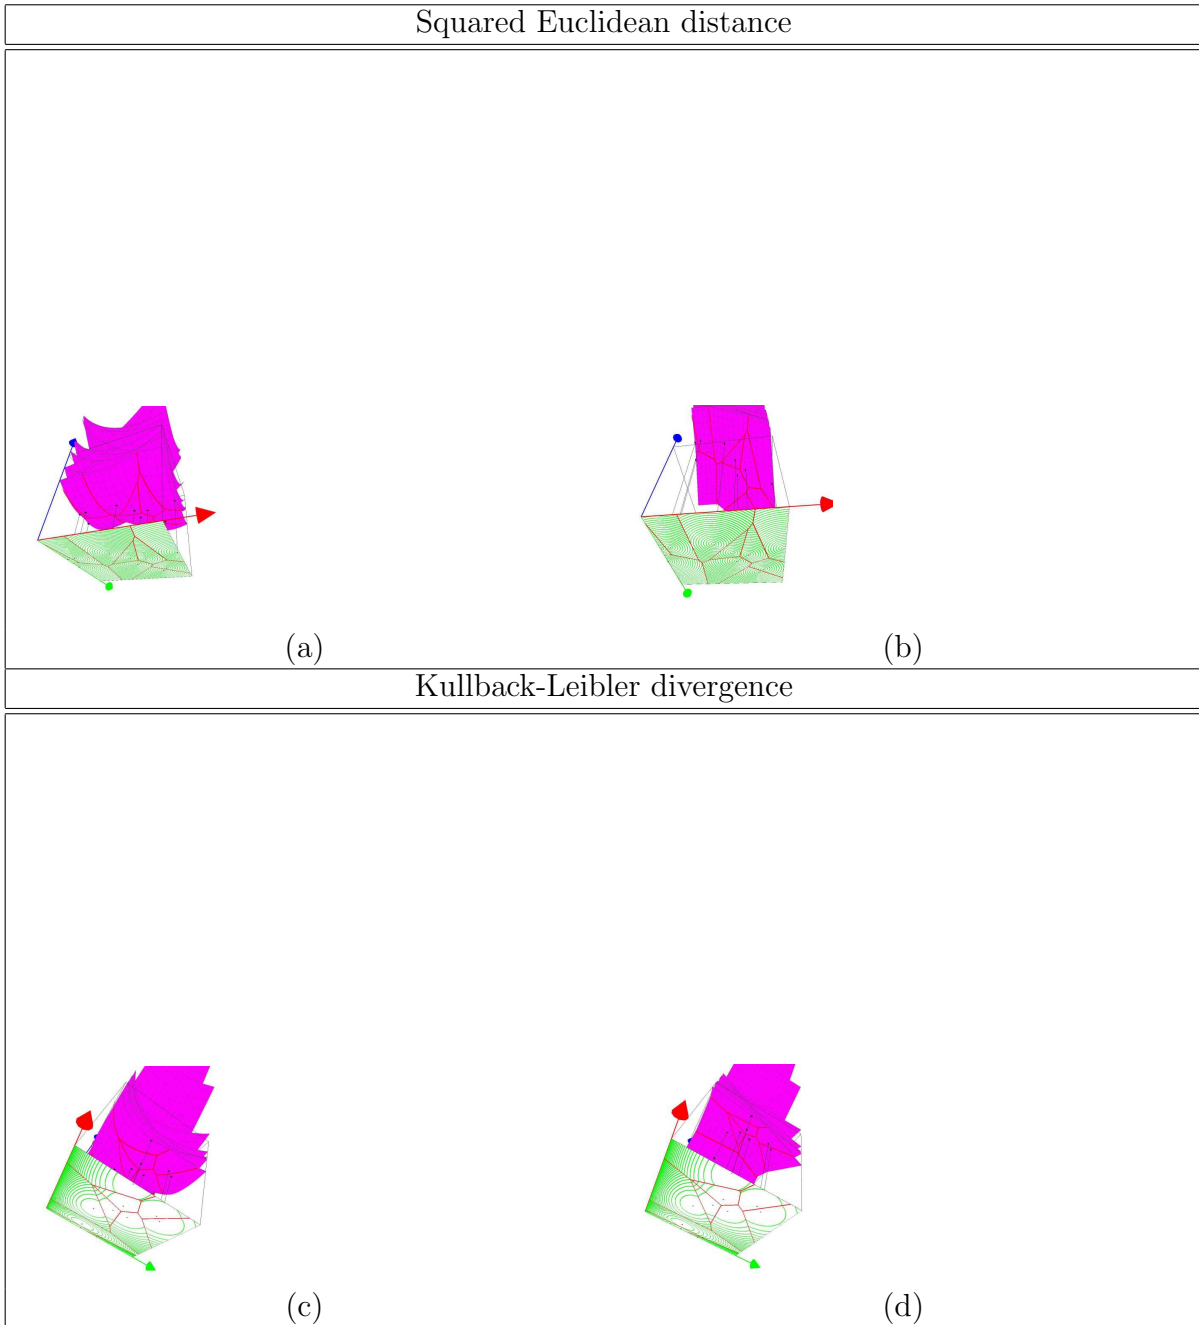 Squared Euclidean distance
(a)
(b)
Kullback-Leibler divergence
(c)
(d)